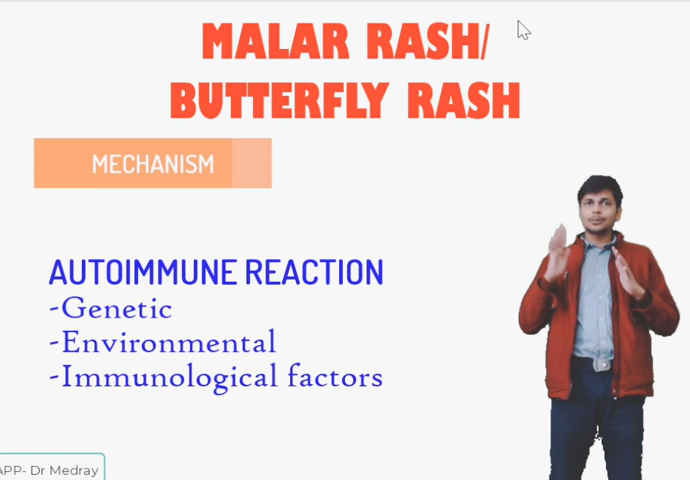 MALAR RASH/
BUTTERFLY RASH
MECHANISM
AUTOIMMUNE REACTION
-Genetic
-Environmental
-Immunological factors
APP- Dr Medray